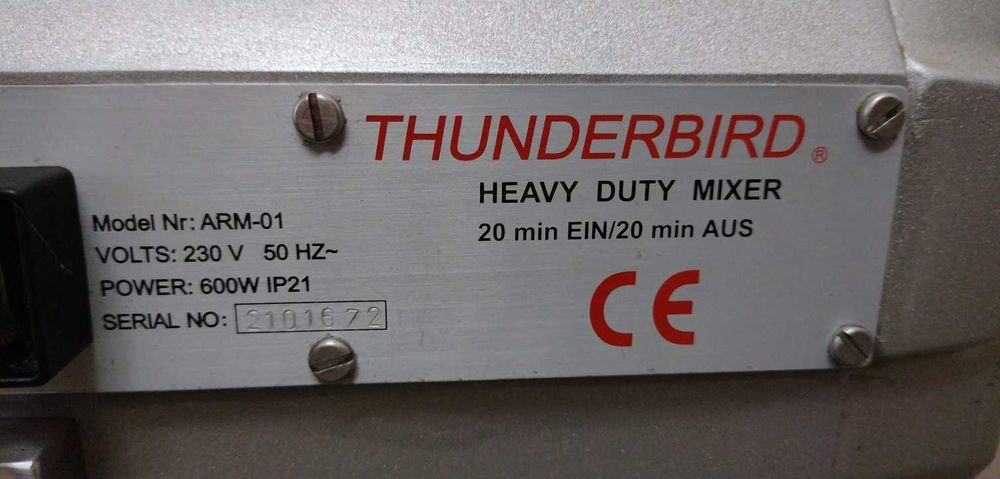 THUNDERBIRD®
HEAVY DUTY MIXER
20 min EIN/20 min AUS
Model Nr: ARM-01
VOLTS: 230 V 50 HZ~
POWER: 600W IP21
SERIAL NO: 2101672
CE